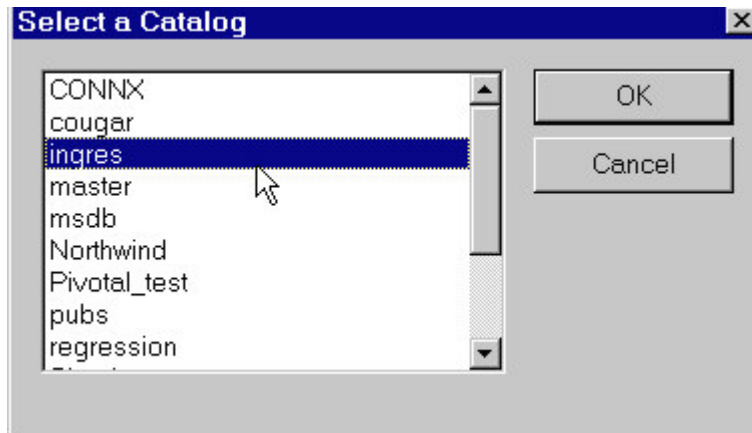 Select a Catalog
CONNX
cougar
ingres
master
msdb
Northwind
Pivotal_test
pubs
regression
OK
Cancel